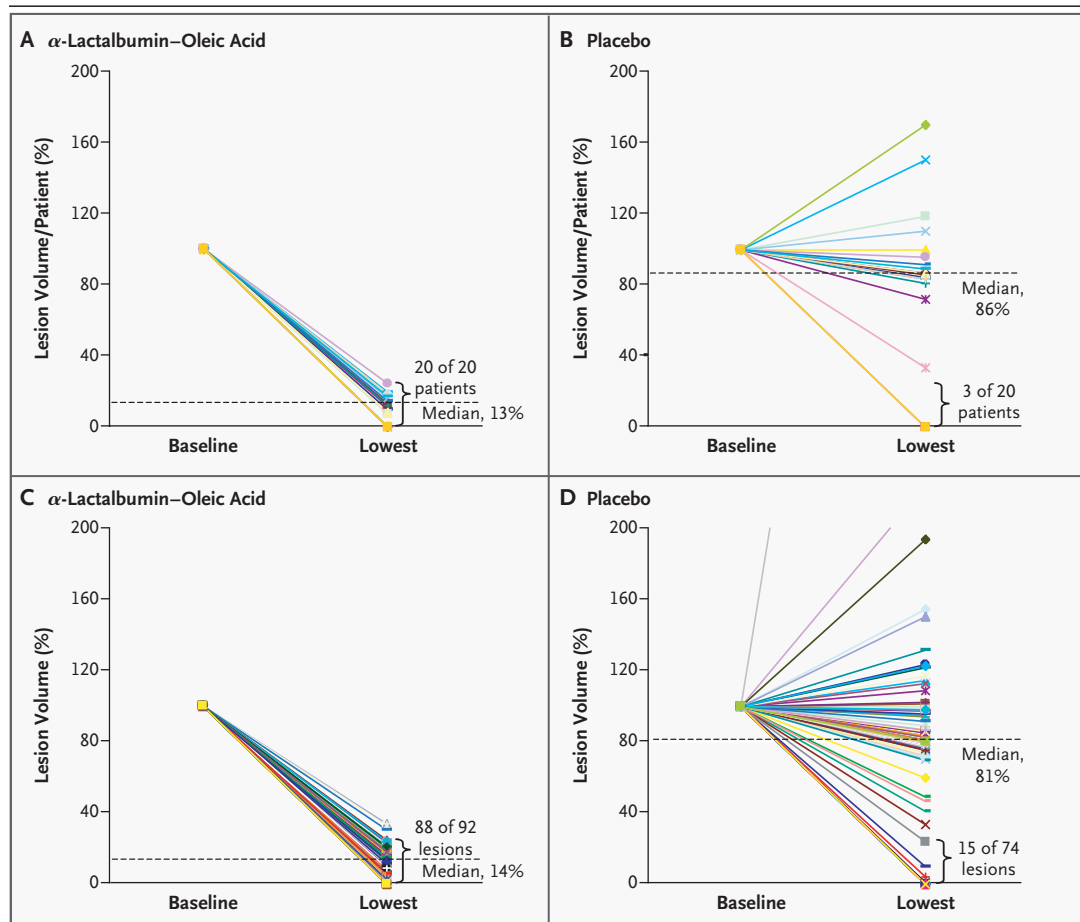 A α-Lactalbumin–Oleic Acid
200
160
120
80
40
0
Lesion Volume/Patient (%)
20 of 20
patients
Median, 13%
Baseline
Lowest
B Placebo
200
160
120
80
40
0
Lesion Volume/Patient (%)
Median,
86%
3 of 20
patients
Baseline
Lowest
C α-Lactalbumin–Oleic Acid
200
160
120
80
40
0
Lesion Volume (%)
88 of 92
lesions
Median, 14%
Baseline
Lowest
D Placebo
200
160
120
80
40
0
Lesion Volume (%)
Median,
81%
15 of 74
lesions
Baseline
Lowest